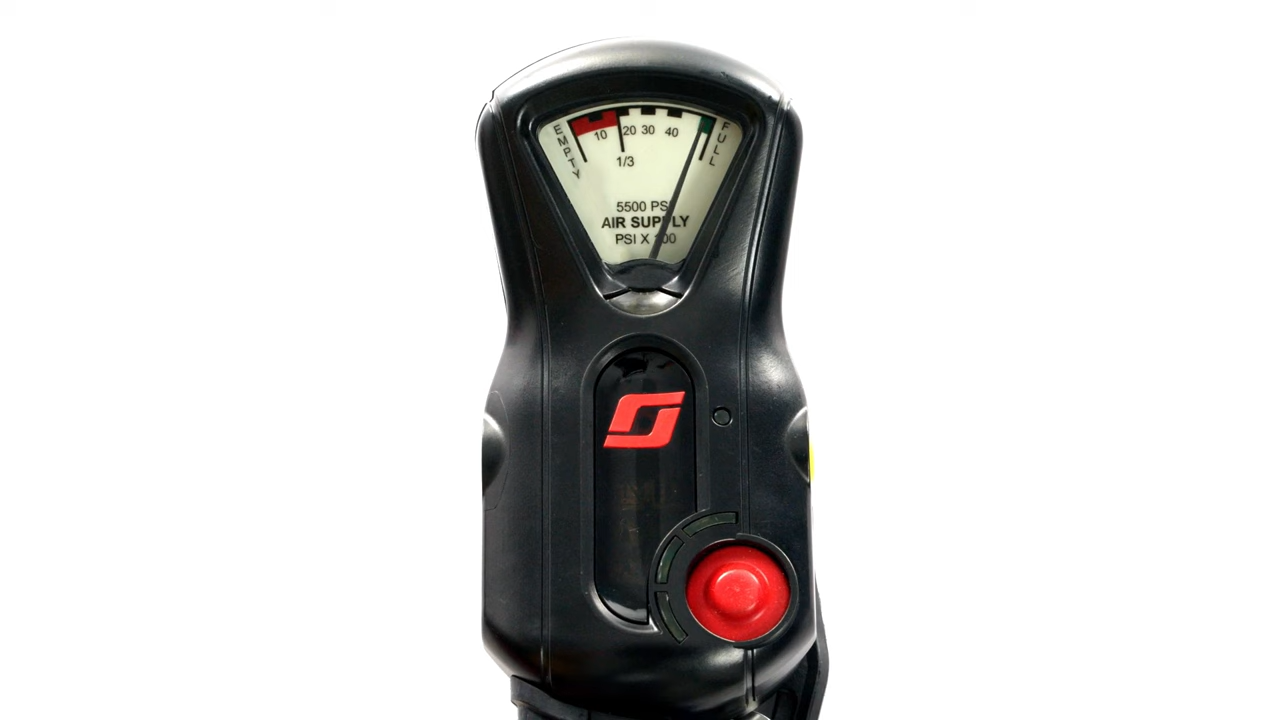 EMPTY
10 20 30 40
FULL
1/3
5500 PSI
AIR SUPPLY
PSI X 100